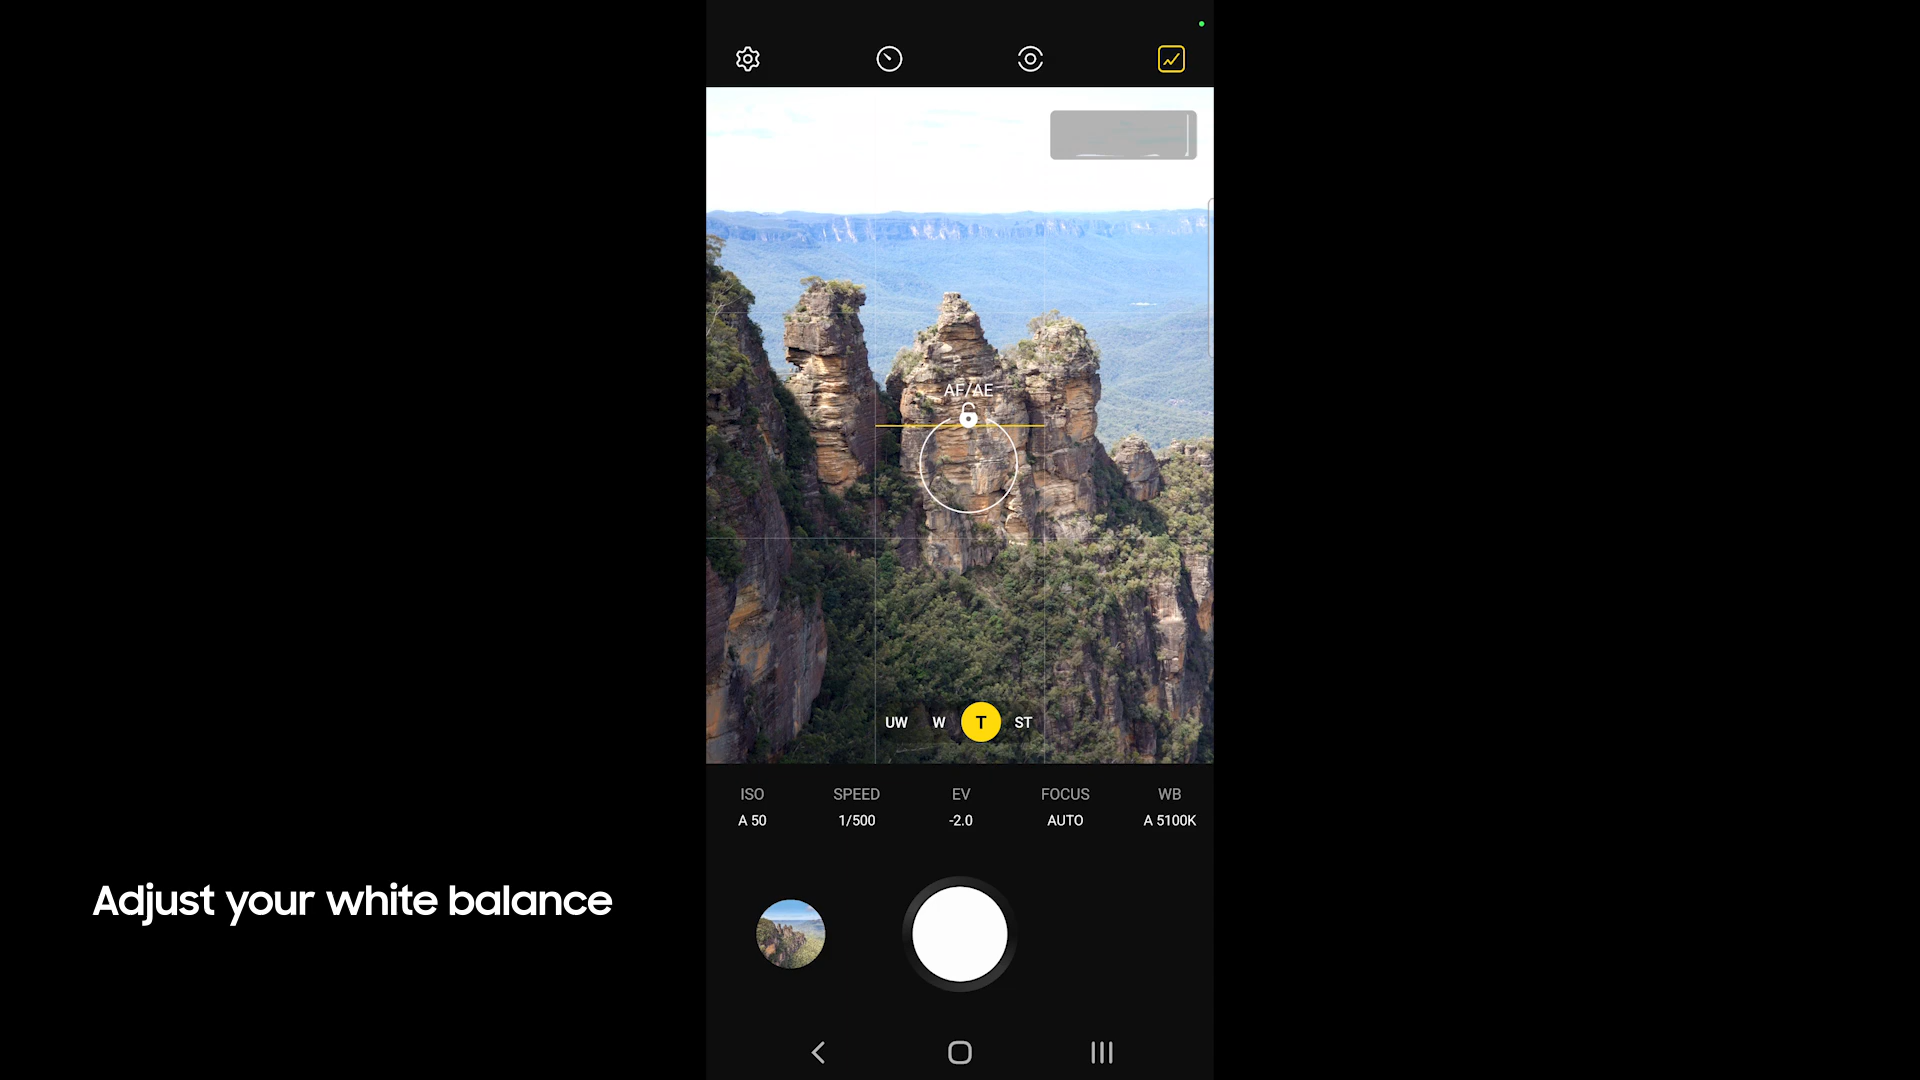 AF/AE
UW W T ST
ISO SPEED EV FOCUS WB
A 50 1/500 -2.0 AUTO A 5100K
Adjust your white balance